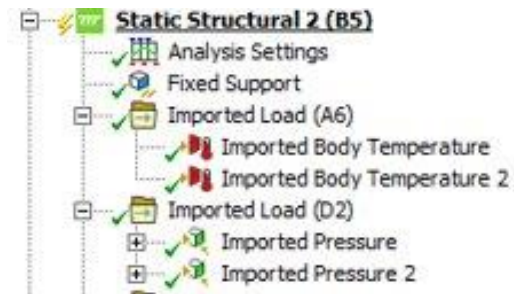 Static Structural 2 (B5)
Analysis Settings
Fixed Support
Imported Load (A6)
Imported Body Temperature
Imported Body Temperature 2
Imported Load (D2)
Imported Pressure
Imported Pressure 2